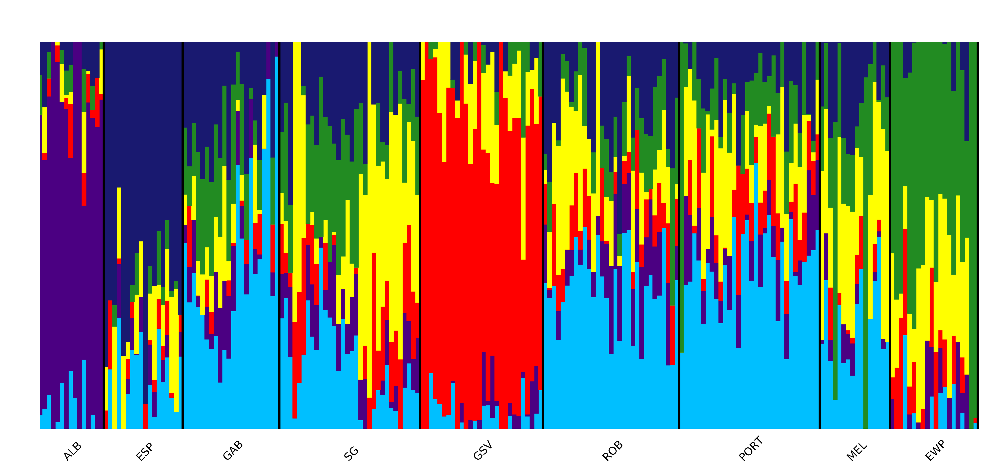 ALB
ESP
GAB
SG
GSV
ROB
PORT
MEL
EWP